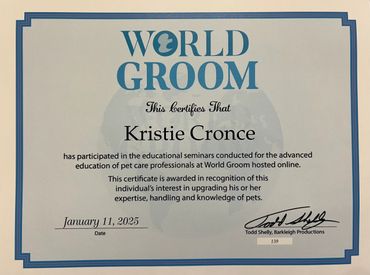 WORLD
GROOM
This Certifies That
Kristie Cronce
has participated in the educational seminars conducted for the advanced
education of pet care professionals at World Groom hosted online.
This certificate is awarded in recognition of this
individual's interest in upgrading his or her
expertise, handling and knowledge of pets.
January 11, 2025
Date
Todd Shelly
Todd Shelly, Barkleigh Productions